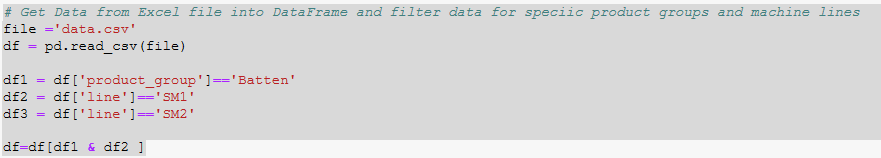 # Get Data from Excel file into DataFrame and filter data for speciic product groups and machine lines
file ='data.csv'
df = pd.read_csv(file)
df1 = df['product_group']=='Batten'
df2 = df['line']=='SM1'
df3 = df['line']=='SM2'
df=df[df1 & df2 ]